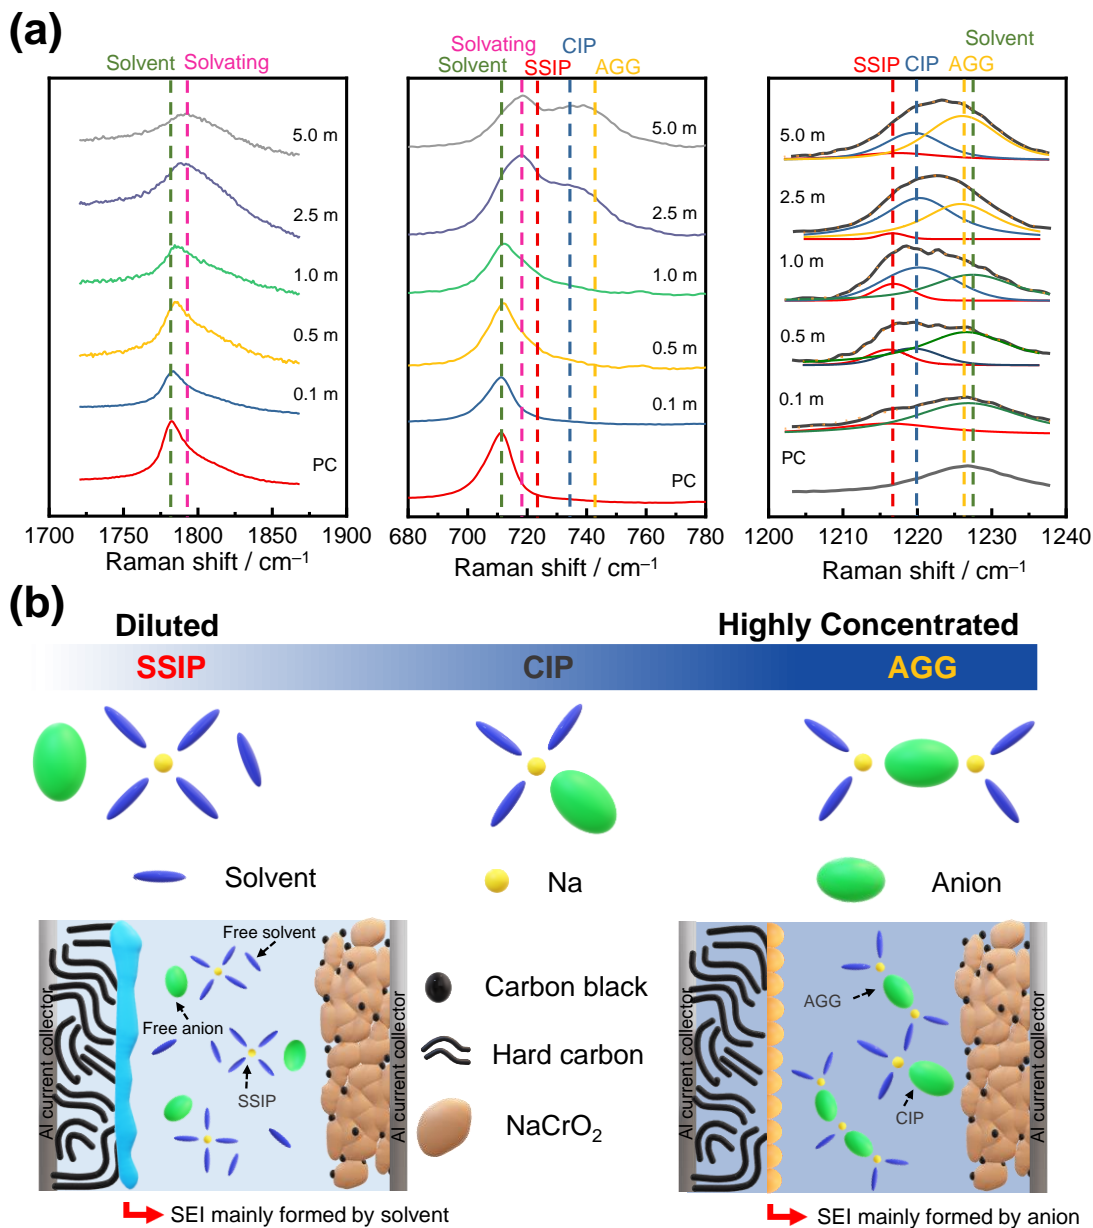 (a)
Solvent Solvating
5.0 m
2.5 m
1.0 m
0.5 m
0.1 m
PC
1700 1750 1800 1850 1900
Raman shift / cm⁻¹
Solvating CIP
Solvent SSIP AGG
5.0 m
2.5 m
1.0 m
0.5 m
0.1 m
PC
680 700 720 740 760 780
Raman shift / cm⁻¹
Solvent
SSIP CIP AGG
5.0 m
2.5 m
1.0 m
0.5 m
0.1 m
PC
1200 1210 1220 1230 1240
Raman shift / cm⁻¹
(b)
Diluted Highly Concentrated
SSIP CIP AGG
Solvent Na Anion
Al current collector
Free solvent
Free anion
SSIP
Al current collector
SEI mainly formed by solvent
Carbon black
Hard carbon
NaCrO₂
Al current collector
AGG
CIP
Al current collector
SEI mainly formed by anion